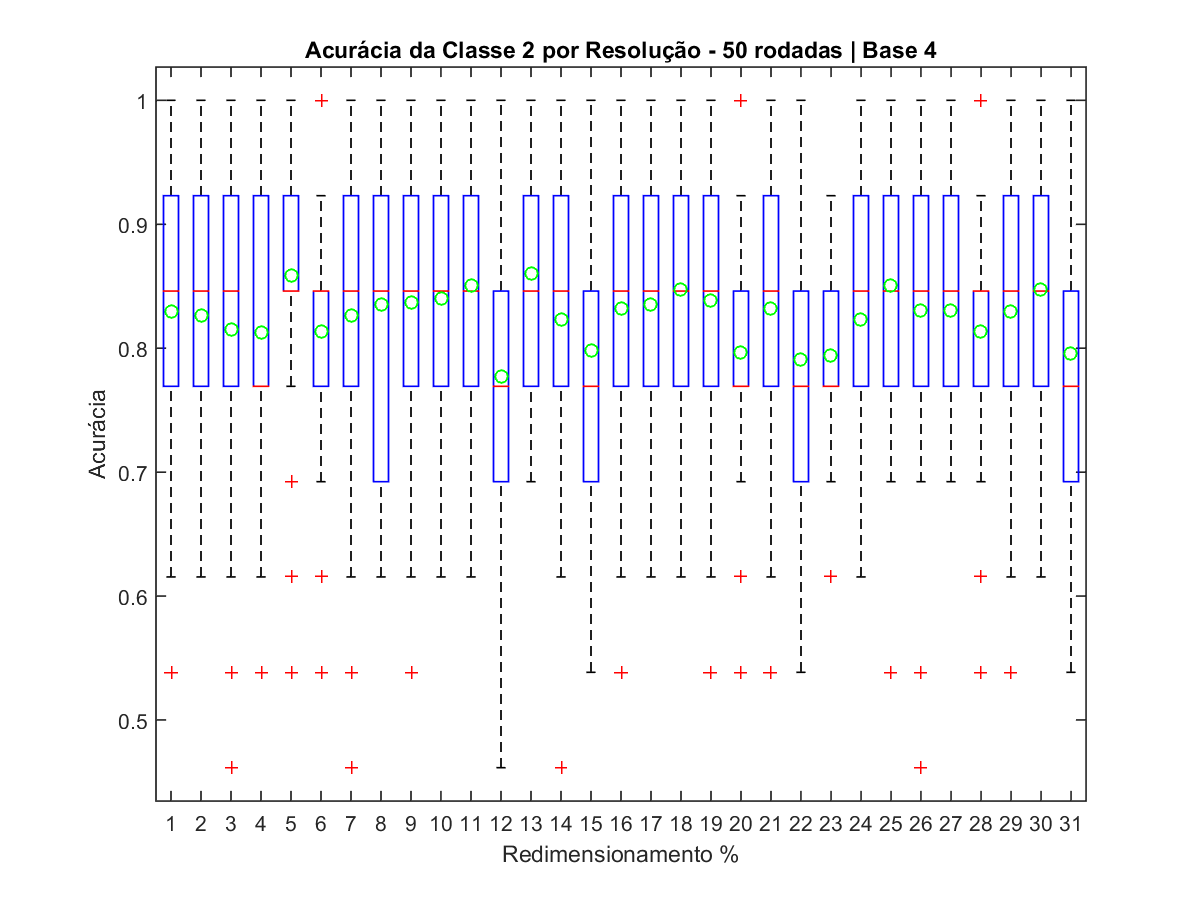 Acurácia da Classe 2 por Resolução - 50 rodadas | Base 4
1
0.9
0.8
0.7
0.6
0.5
Acurácia
1 2 3 4 5 6 7 8 9 10 11 12 13 14 15 16 17 18 19 20 21 22 23 24 25 26 27 28 29 30 31
Redimensionamento %